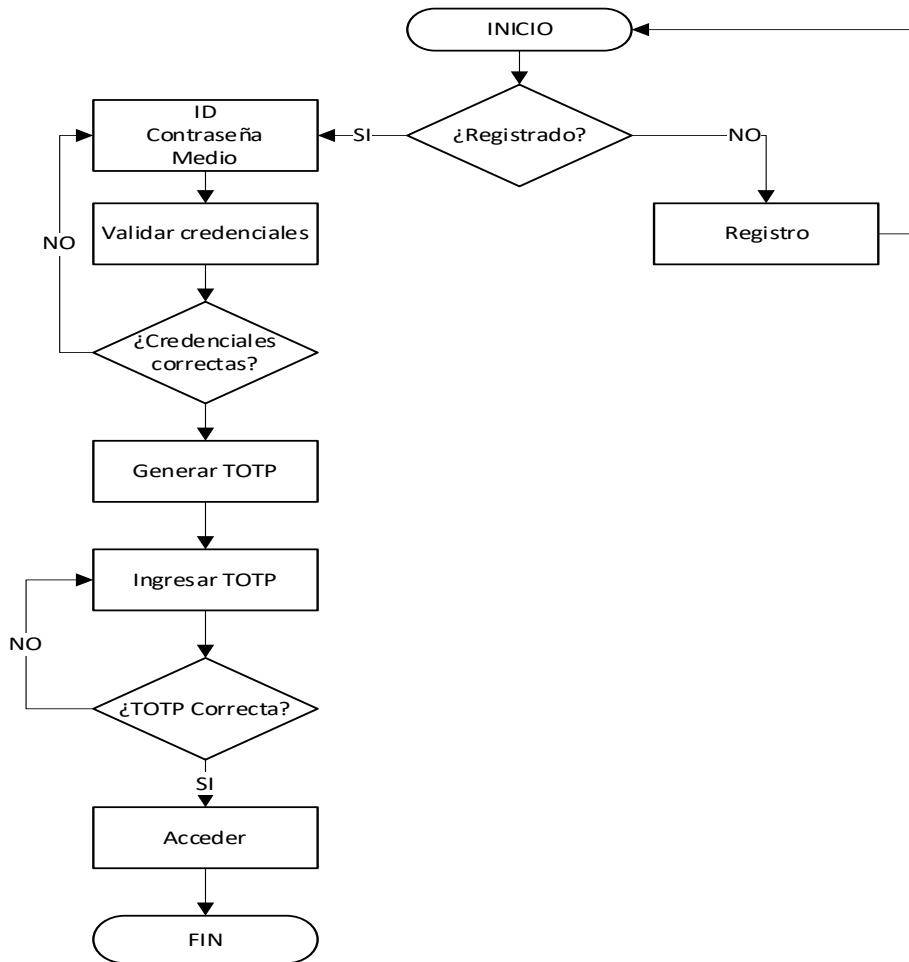 INICIO
¿Registrado?
SI
NO
ID
Contraseña
Medio
Registro
Validar credenciales
NO
¿Credenciales
correctas?
Generar TOTP
Ingresar TOTP
NO
¿TOTP Correcta?
SI
Acceder
FIN